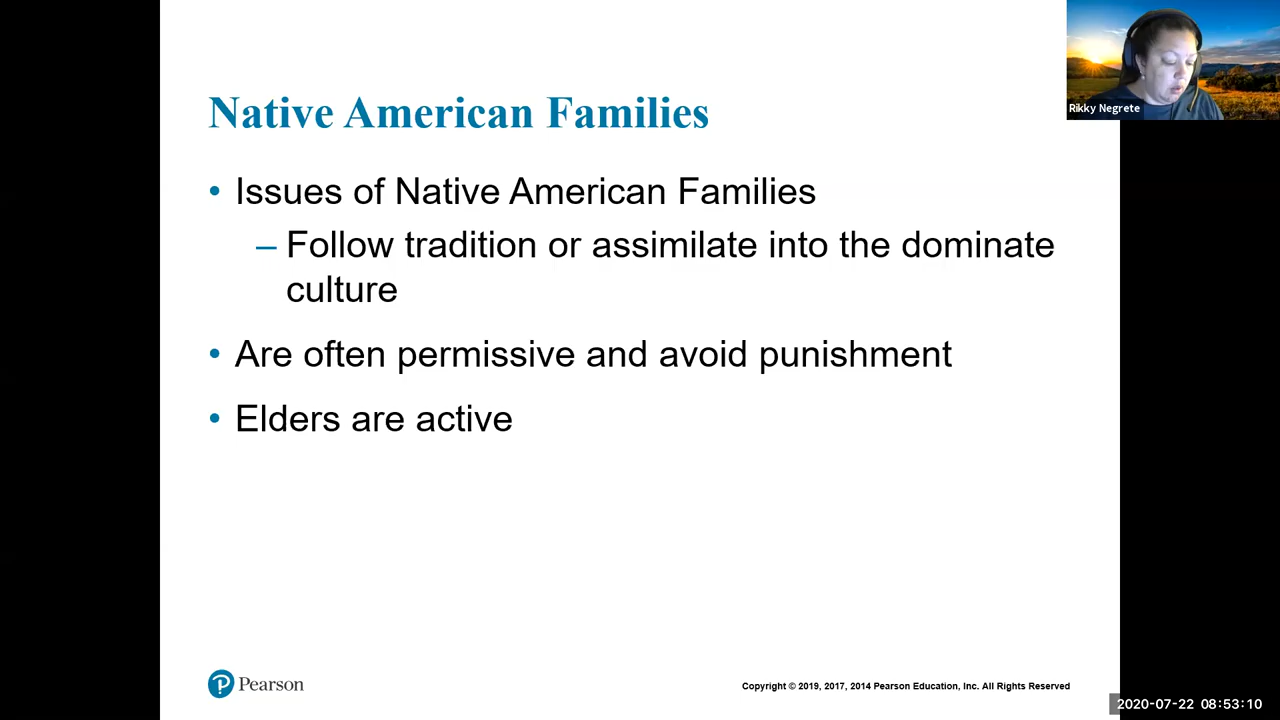 Native American Families
• Issues of Native American Families
– Follow tradition or assimilate into the dominate
culture
• Are often permissive and avoid punishment
• Elders are active
Rikky Negrete
Pearson
Copyright © 2019, 2017, 2014 Pearson Education, Inc. All Rights Reserved
2020-07-22 08:53:10